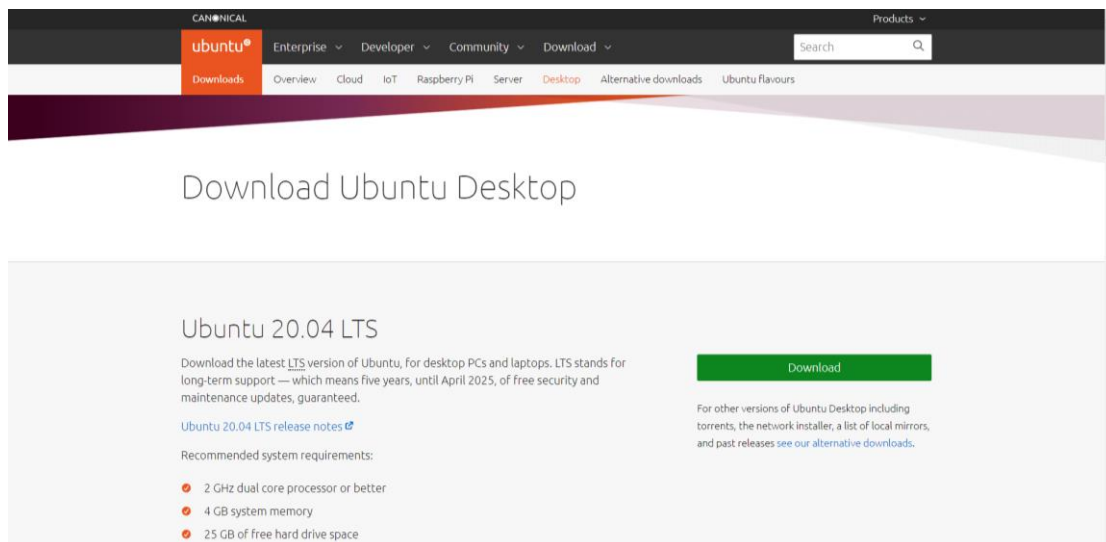 CANONICAL
Products
ubuntu
Enterprise
Developer
Community
Download
Search
Downloads
Overview
Cloud
IoT
Raspberry Pi
Server
Desktop
Alternative downloads
Ubuntu flavours
Download Ubuntu Desktop
Ubuntu 20.04 LTS
Download the latest LTS version of Ubuntu, for desktop PCs and laptops. LTS stands for
long-term support — which means five years, until April 2025, of free security and
maintenance updates, guaranteed.
Ubuntu 20.04 LTS release notes
Recommended system requirements:
2 GHz dual core processor or better
4 GB system memory
25 GB of free hard drive space
Download
For other versions of Ubuntu Desktop including
torrents, the network installer, a list of local mirrors,
and past releases see our alternative downloads.